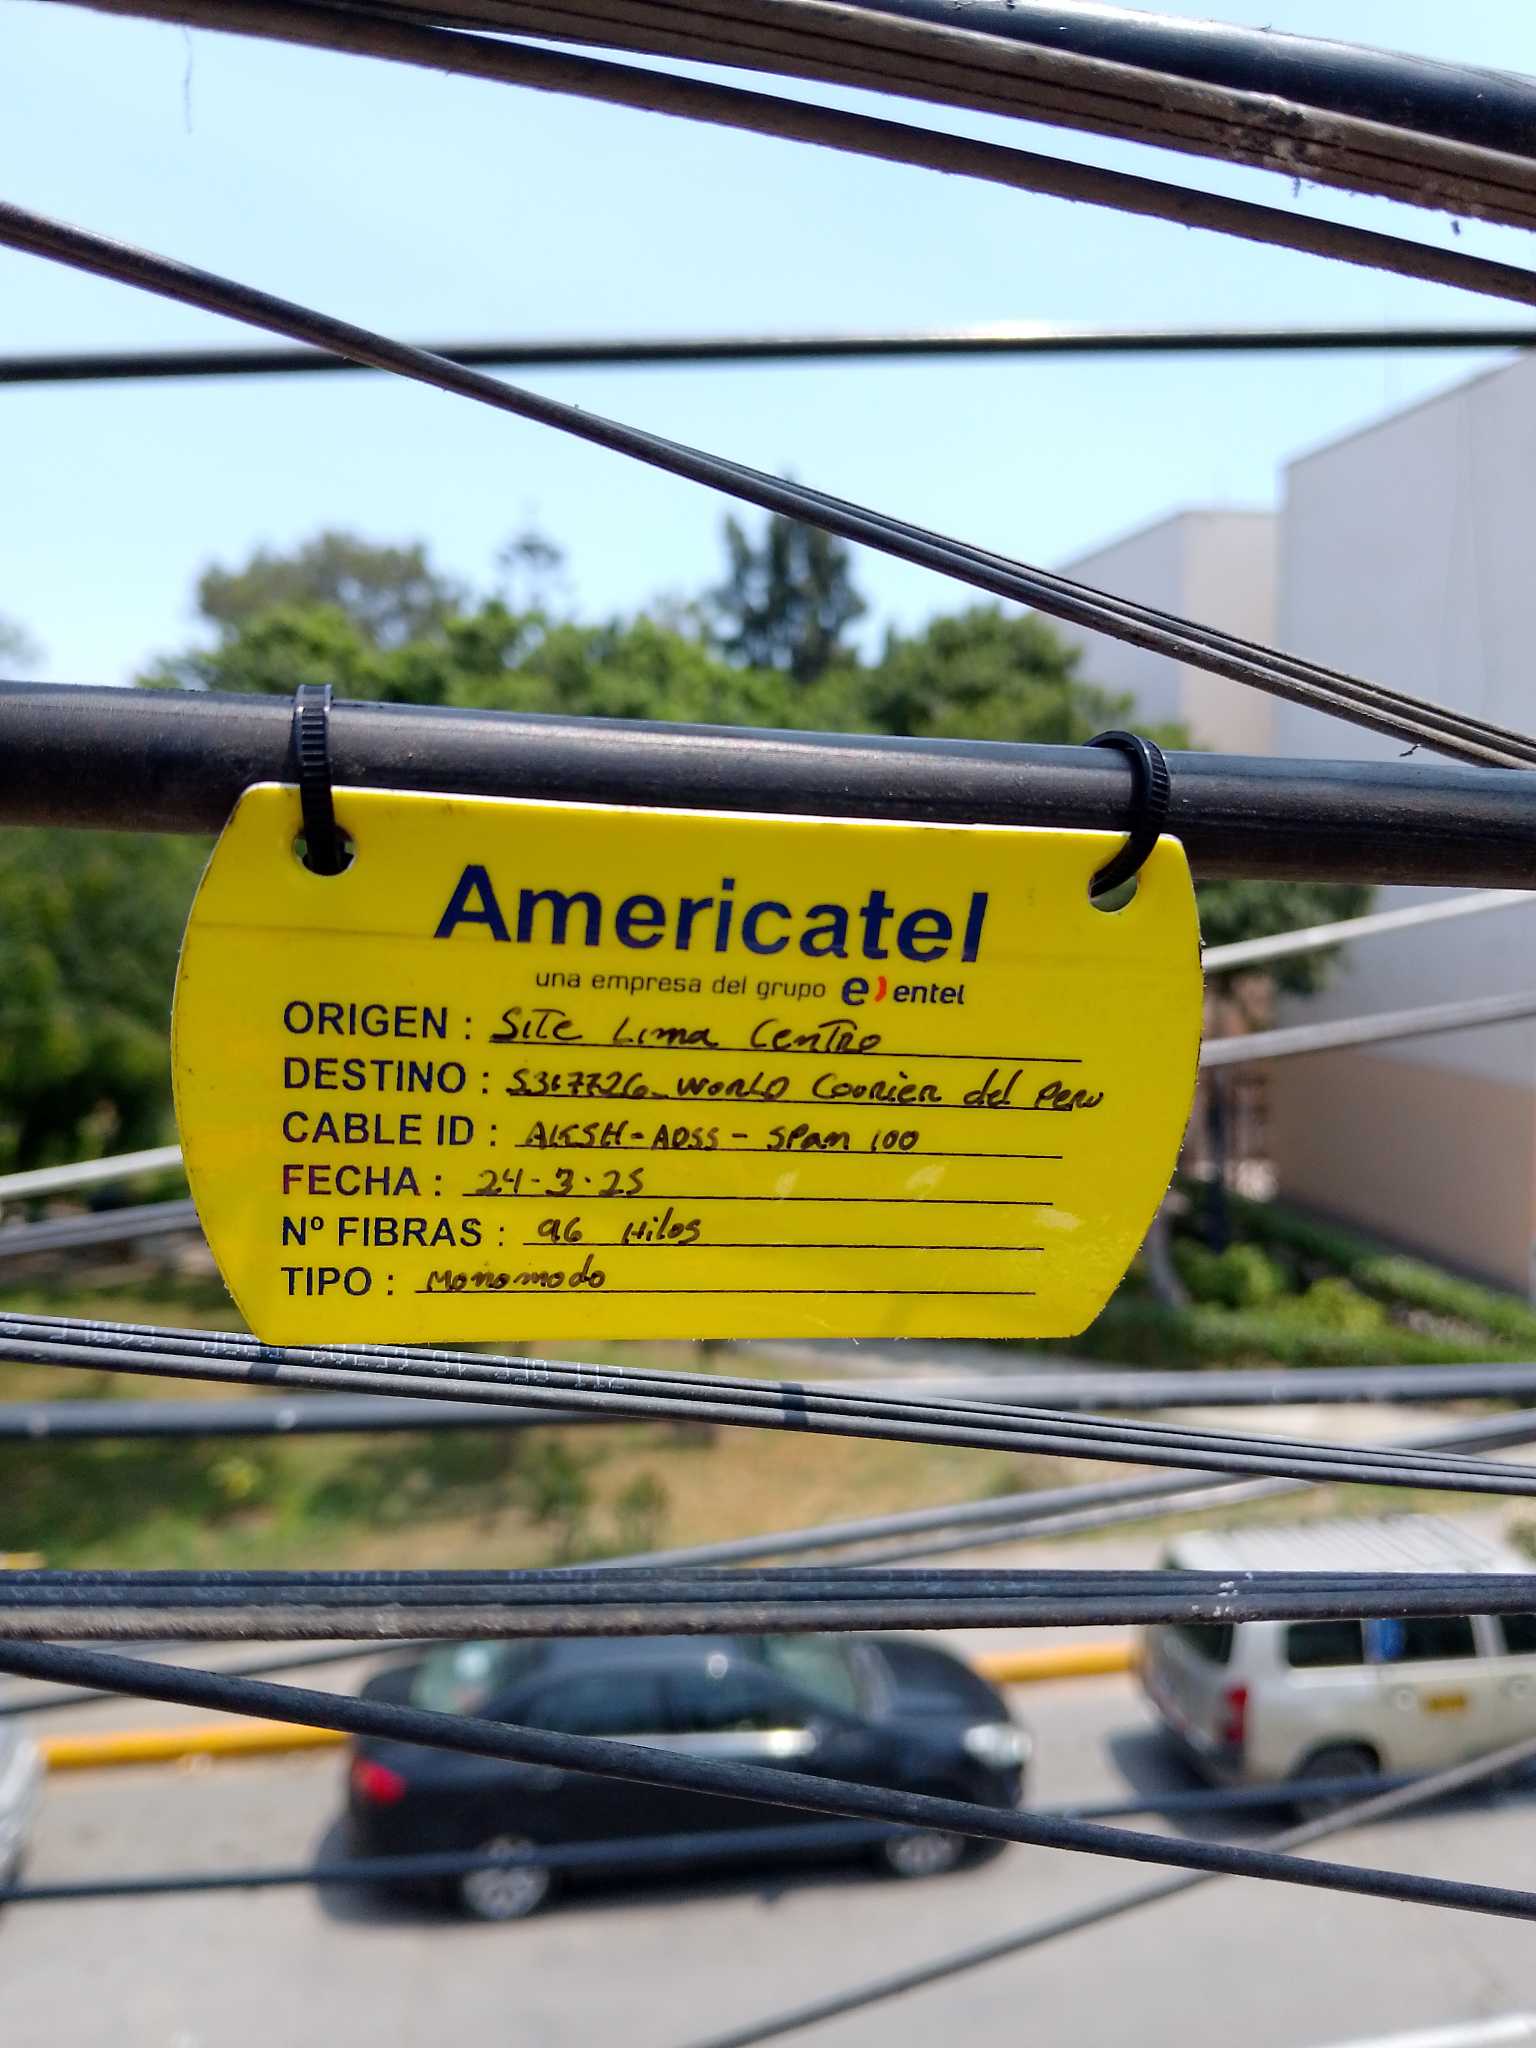 Americatel
una empresa del grupo e) entel
ORIGEN : Site Lima Centro
DESTINO : S367726_World Courier del Peru
CABLE ID : AKSH-ADSS-SPan 100
FECHA : 24-3-25
Nº FIBRAS : 96 Hilos
TIPO : Monomodo